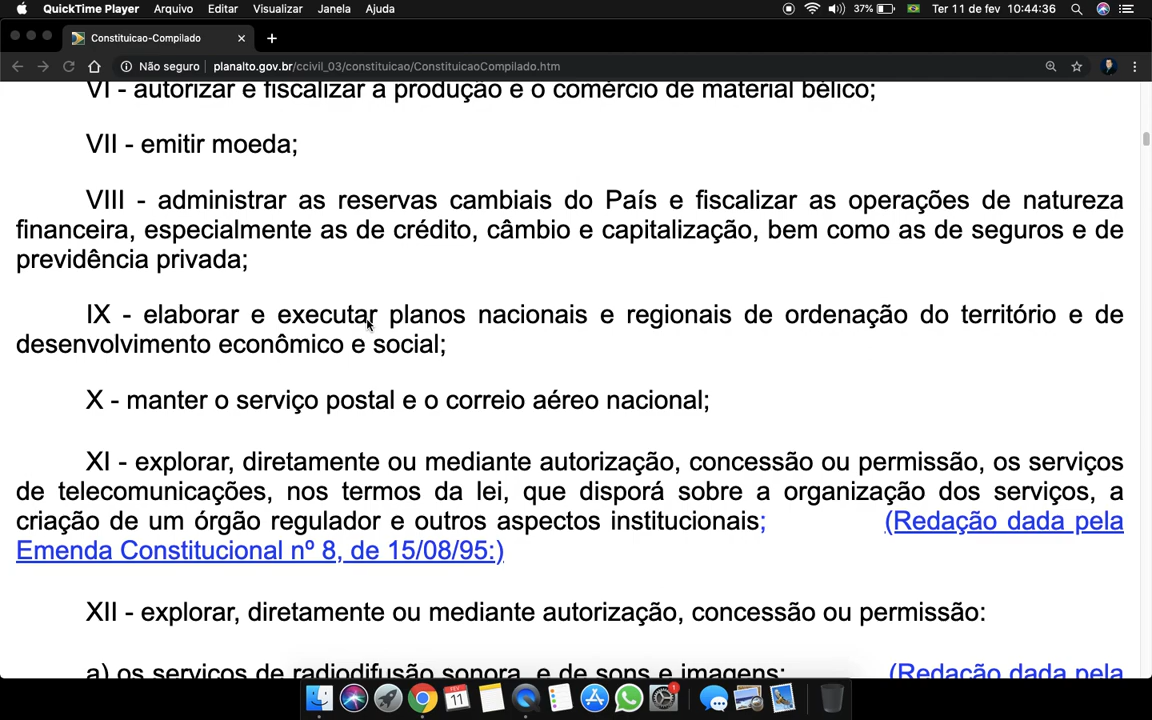 QuickTime Player Arquivo Editar Visualizar Janela Ajuda 37% Ter 11 de fev 10:44:36
Constituicao-Compilado
Não seguro planalto.gov.br/ccivil_03/constituicao/ConstituicaoCompilado.htm
VI - autorizar e fiscalizar a produção e o comércio de material bélico;
VII - emitir moeda;
VIII - administrar as reservas cambiais do País e fiscalizar as operações de natureza
financeira, especialmente as de crédito, câmbio e capitalização, bem como as de seguros e de
previdência privada;
IX - elaborar e executar planos nacionais e regionais de ordenação do território e de
desenvolvimento econômico e social;
X - manter o serviço postal e o correio aéreo nacional;
XI - explorar, diretamente ou mediante autorização, concessão ou permissão, os serviços
de telecomunicações, nos termos da lei, que disporá sobre a organização dos serviços, a
criação de um órgão regulador e outros aspectos institucionais; (Redação dada pela
Emenda Constitucional nº 8, de 15/08/95:)
XII - explorar, diretamente ou mediante autorização, concessão ou permissão:
a) os serviços de radiodifusão sonora, e de sons e imagens; (Redação dada pela
FEV
11
1